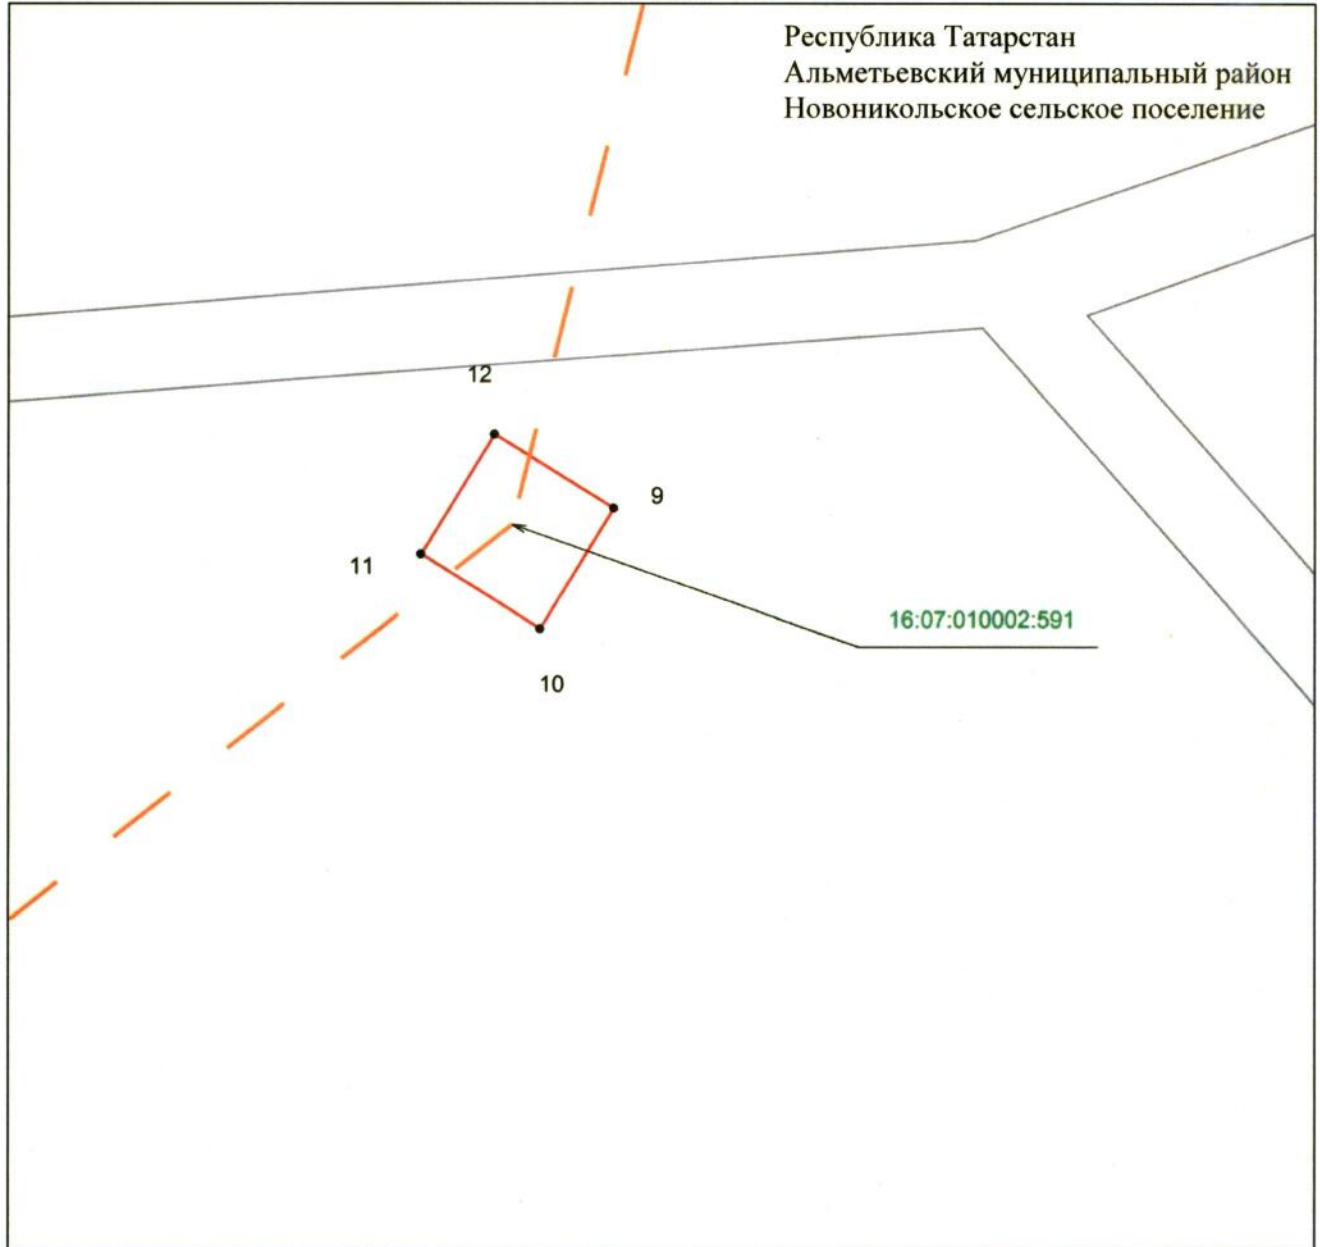 Республика Татарстан
Альметьевский муниципальный район
Новоникольское сельское поселение
12
9
11
16:07:010002:591
10